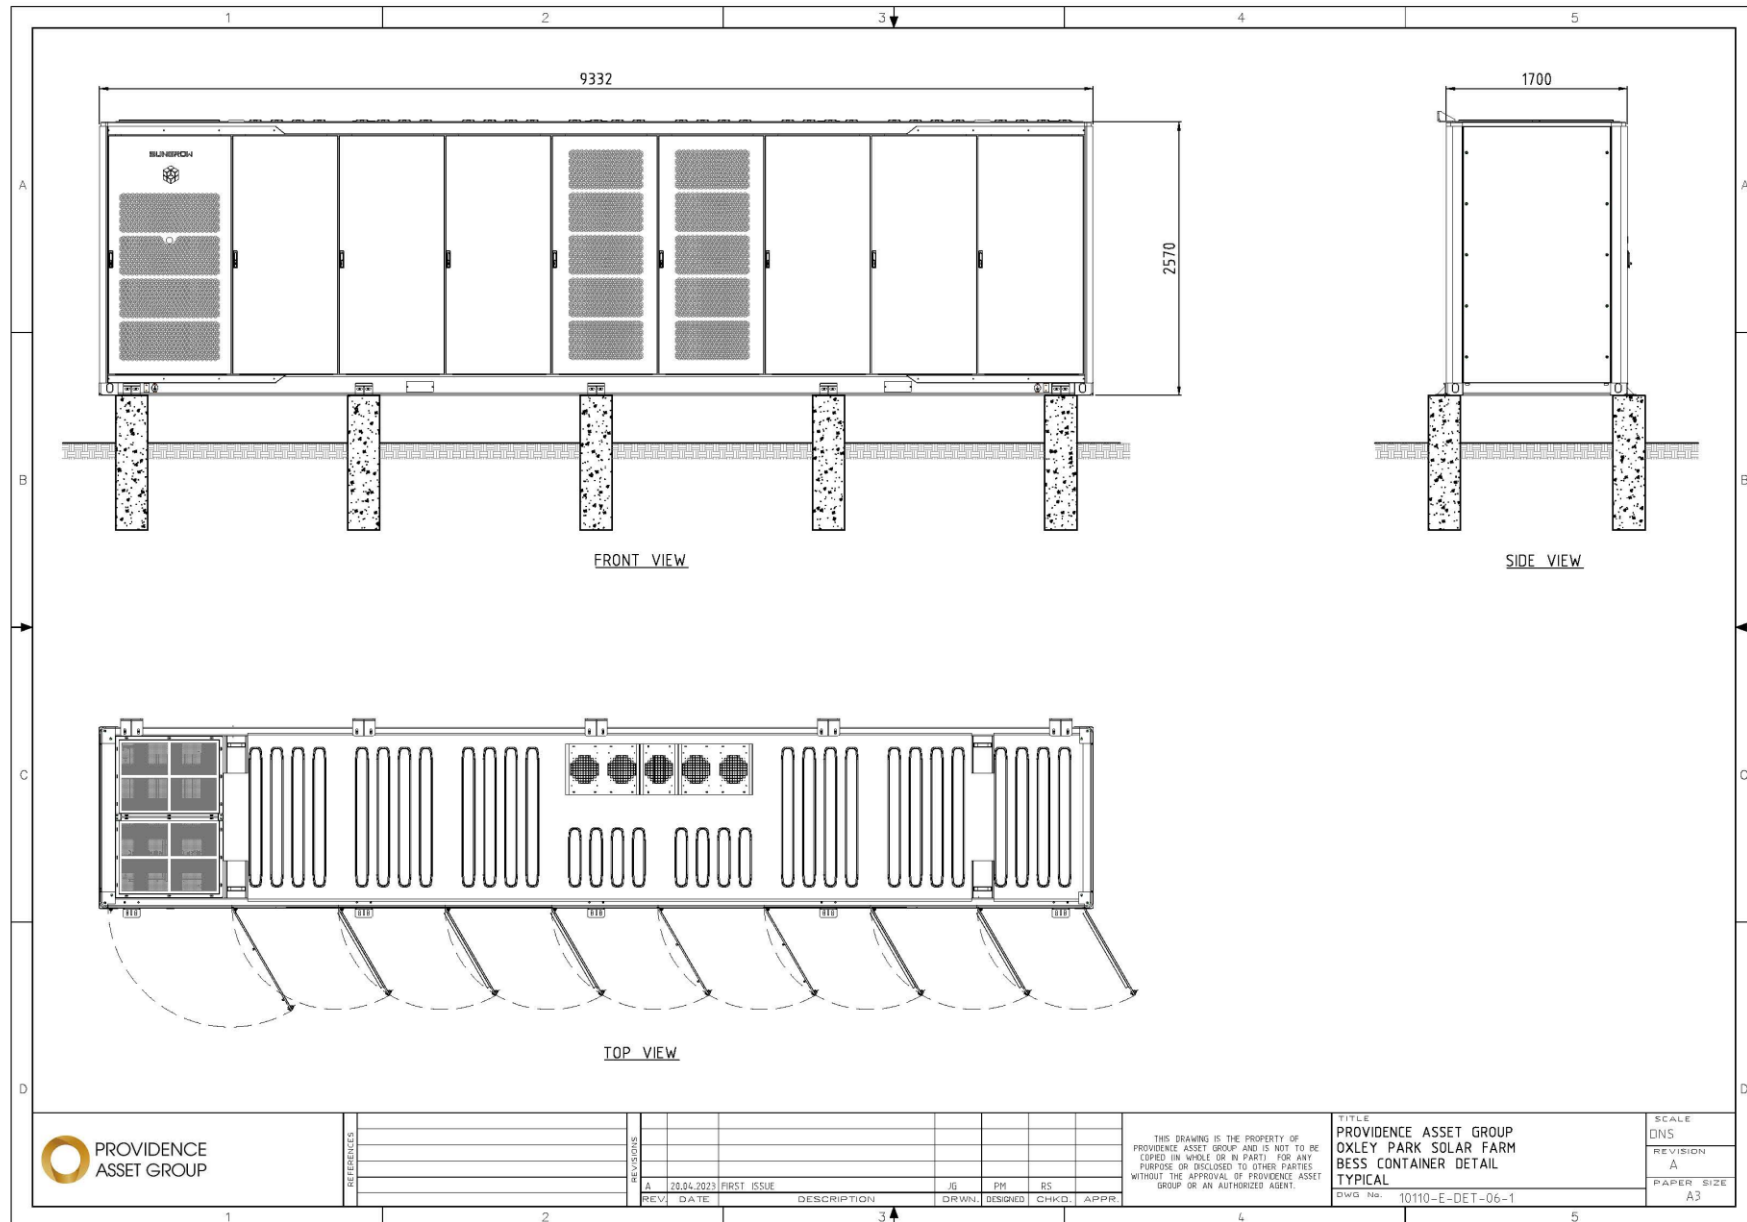 1 2 3 4 5
9332
1700
SUNGROW
A A
2570
B B
FRONT VIEW
SIDE VIEW
C C
TOP VIEW
D D
PROVIDENCE
ASSET GROUP
REFERENCES
REVISIONS
A 20.04.2023 FIRST ISSUE JG PM RS
REV. DATE DESCRIPTION DRWN. DESIGNED CHKD. APPR.
THIS DRAWING IS THE PROPERTY OF
PROVIDENCE ASSET GROUP AND IS NOT TO BE
COPIED (IN WHOLE OR IN PART) FOR ANY
PURPOSE OR DISCLOSED TO OTHER PARTIES
WITHOUT THE APPROVAL OF PROVIDENCE ASSET
GROUP OR AN AUTHORIZED AGENT.
TITLE
PROVIDENCE ASSET GROUP
OXLEY PARK SOLAR FARM
BESS CONTAINER DETAIL
TYPICAL
DWG No. 10110-E-DET-06-1
SCALE
DNS
REVISION
A
PAPER SIZE
A3
1 2 3 4 5